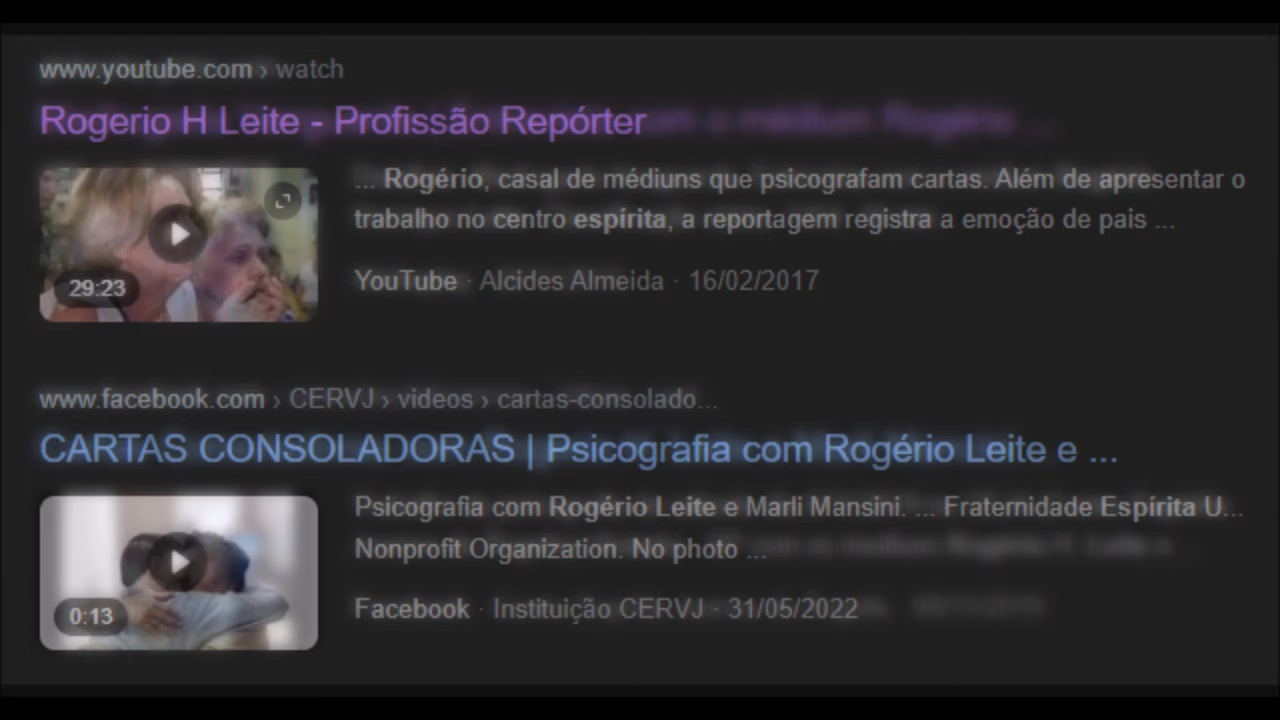 www.youtube.com › watch
Rogerio H Leite - Profissão Repórter
... Rogério, casal de médiuns que psicografam cartas. Além de apresentar o
trabalho no centro espírita, a reportagem registra a emoção de pais ...
29:23
YouTube · Alcides Almeida · 16/02/2017
www.facebook.com › CERVJ › videos › cartas-consolado...
CARTAS CONSOLADORAS | Psicografia com Rogério Leite e ...
Psicografia com Rogério Leite e Marli Mansini. ... Fraternidade Espírita U...
Nonprofit Organization. No photo ...
0:13
Facebook · Instituição CERVJ · 31/05/2022